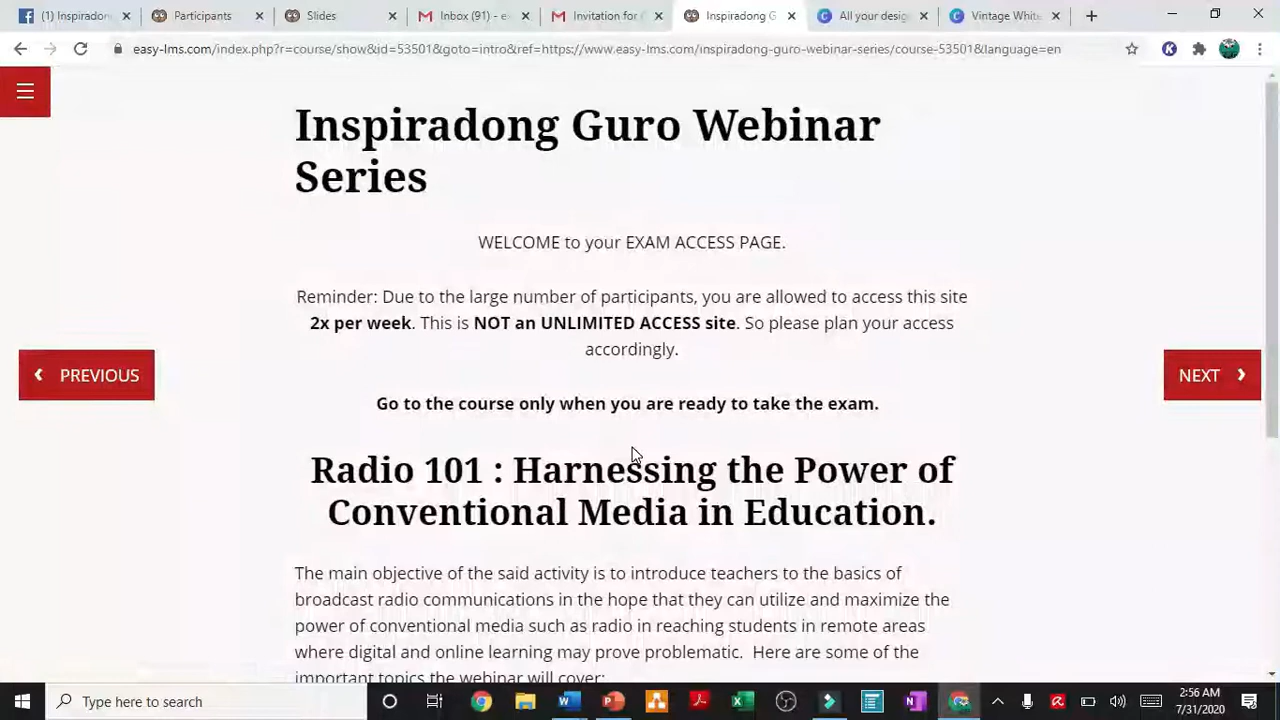 (1) Inspiradong
Participants
Slides
Inbox (91) - e
Invitation for
Inspiradong G
All your desig
Vintage White
easy-lms.com/index.php?r=course/show&id=53501&goto=intro&ref=https://www.easy-lms.com/inspiradong-guro-webinar-series/course-53501&language=en
Inspiradong Guro Webinar
Series
WELCOME to your EXAM ACCESS PAGE.
Reminder: Due to the large number of participants, you are allowed to access this site
2x per week. This is NOT an UNLIMITED ACCESS site. So please plan your access
accordingly.
PREVIOUS
NEXT
Go to the course only when you are ready to take the exam.
Radio 101 : Harnessing the Power of
Conventional Media in Education.
The main objective of the said activity is to introduce teachers to the basics of
broadcast radio communications in the hope that they can utilize and maximize the
power of conventional media such as radio in reaching students in remote areas
where digital and online learning may prove problematic. Here are some of the
important topics the webinar will cover:
Type here to search
2:56 AM
7/31/2020